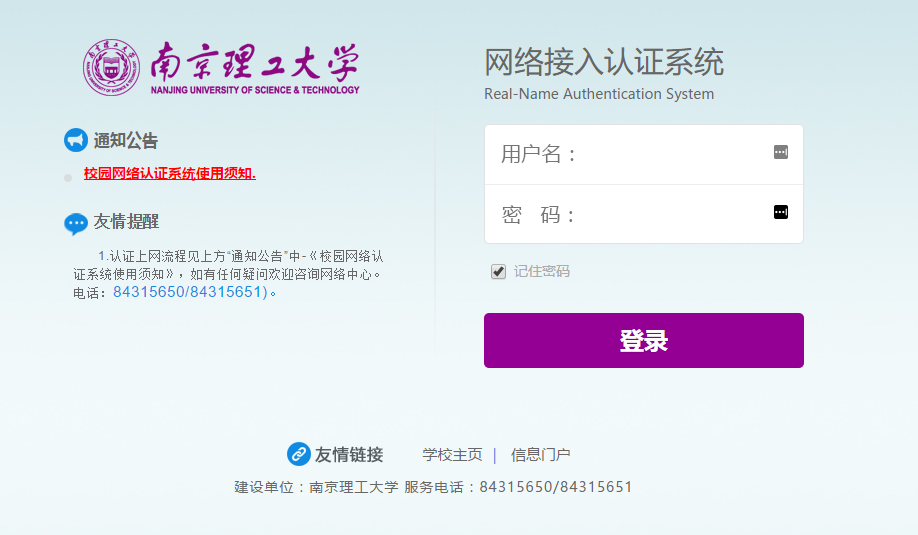 南京理工大学
NANJING UNIVERSITY OF SCIENCE & TECHNOLOGY
通知公告
校园网络认证系统使用须知.
友情提醒
1.认证上网流程见上方“通知公告”中-《校园网络认
证系统使用须知》，如有任何疑问欢迎咨询网络中心。
电话：84315650/84315651)。
网络接入认证系统
Real-Name Authentication System
用户名：
密 码：
记住密码
登录
友情链接 学校主页 | 信息门户
建设单位：南京理工大学 服务电话：84315650/84315651